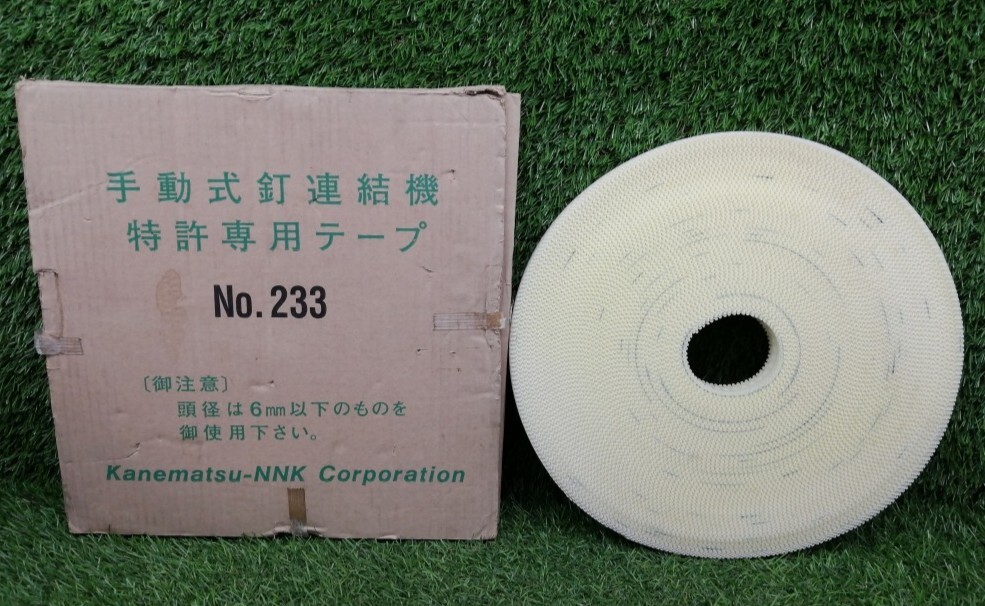 手動式釘連結機
特許専用テープ
No.233
〔御注意〕
頭径は6mm以下のものを
御使用下さい。
Kanematsu-NNK Corporation